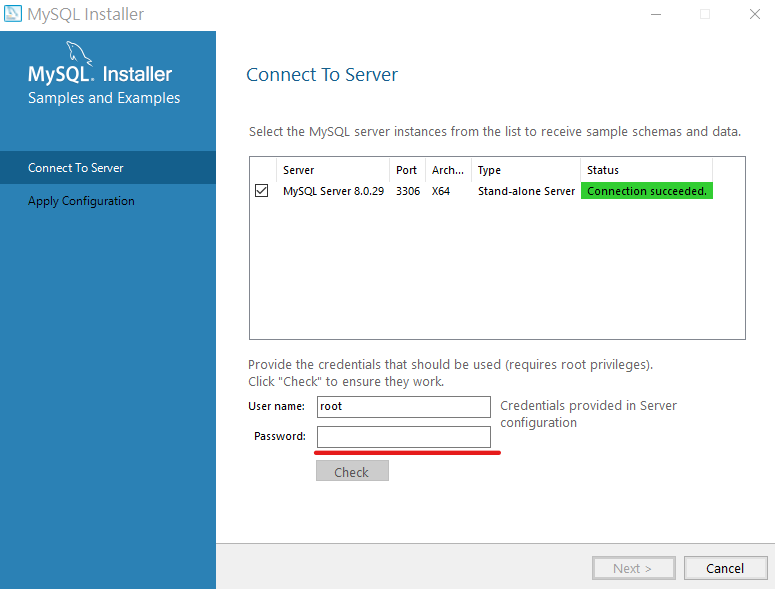 MySQL Installer
MySQL. Installer
Samples and Examples
Connect To Server
Apply Configuration
Connect To Server
Select the MySQL server instances from the list to receive sample schemas and data.
Server Port Arch... Type Status
MySQL Server 8.0.29 3306 X64 Stand-alone Server Connection succeeded.
Provide the credentials that should be used (requires root privileges).
Click "Check" to ensure they work.
User name: root
Credentials provided in Server
configuration
Password:
Check
Next > Cancel